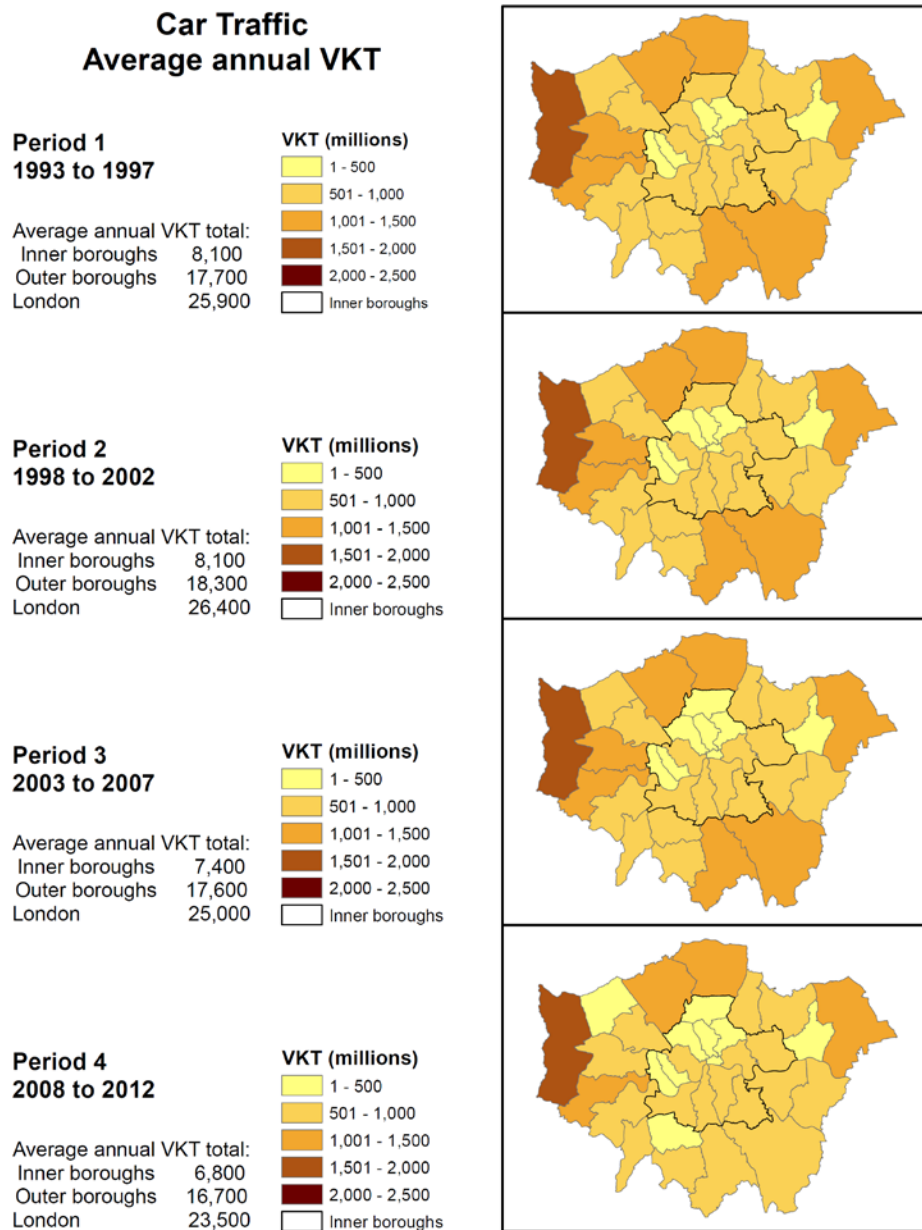 Car Traffic
Average annual VKT
Period 1
1993 to 1997
Average annual VKT total:
Inner boroughs 8,100
Outer boroughs 17,700
London 25,900
VKT (millions)
1 - 500
501 - 1,000
1,001 - 1,500
1,501 - 2,000
2,000 - 2,500
Inner boroughs
Period 2
1998 to 2002
Average annual VKT total:
Inner boroughs 8,100
Outer boroughs 18,300
London 26,400
VKT (millions)
1 - 500
501 - 1,000
1,001 - 1,500
1,501 - 2,000
2,000 - 2,500
Inner boroughs
Period 3
2003 to 2007
Average annual VKT total:
Inner boroughs 7,400
Outer boroughs 17,600
London 25,000
VKT (millions)
1 - 500
501 - 1,000
1,001 - 1,500
1,501 - 2,000
2,000 - 2,500
Inner boroughs
Period 4
2008 to 2012
Average annual VKT total:
Inner boroughs 6,800
Outer boroughs 16,700
London 23,500
VKT (millions)
1 - 500
501 - 1,000
1,001 - 1,500
1,501 - 2,000
2,000 - 2,500
Inner boroughs